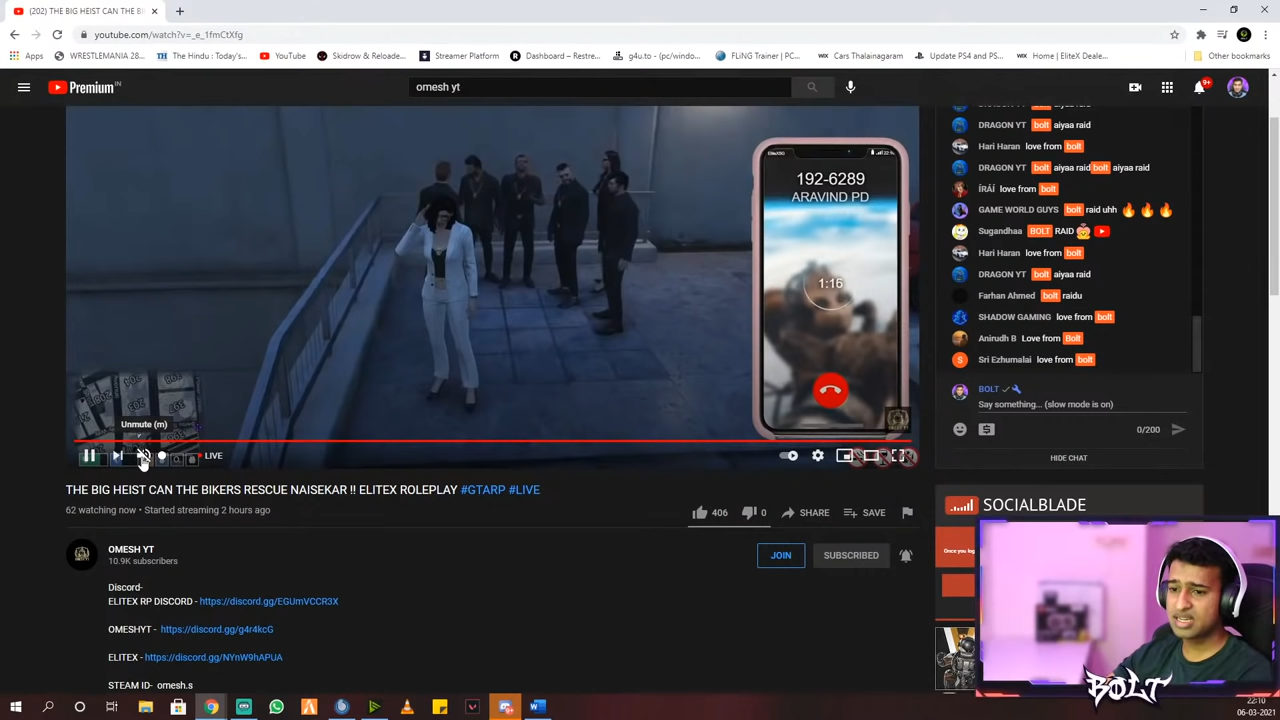 (202) THE BIG HEIST CAN THE BI
youtube.com/watch?v=_e_1fmCtXfg
Apps
WRESTLEMANIA 28...
The Hindu : Today's...
YouTube
Skidrow & Reloade...
Streamer Platform
Dashboard – Restre...
g4u.to - (pc/windo...
FLiNG Trainer | PC...
Cars Thalainagaram
Update PS4 and PS...
Home | EliteX Deale...
Other bookmarks
Premium IN
omesh yt
9+
DRAGON YT bolt aiyaa raid
Hari Haran love from bolt
DRAGON YT bolt aiyaa raid bolt aiyaa raid
ÍRÁÍ love from bolt
GAME WORLD GUYS bolt raid uhh
Sugandhaa BOLT RAID
Hari Haran love from bolt
DRAGON YT bolt aiyaa raid
Farhan Ahmed bolt raidu
SHADOW GAMING love from bolt
Anirudh B Love from Bolt
Sri Ezhumalai love from bolt
BOLT
Say something... (slow mode is on)
0/200
HIDE CHAT
192-6289
ARAVIND PD
1:16
Unmute (m)
LIVE
THE BIG HEIST CAN THE BIKERS RESCUE NAISEKAR !! ELITEX ROLEPLAY #GTARP #LIVE
62 watching now • Started streaming 2 hours ago
406
0
SHARE
SAVE
OMESH YT
10.9K subscribers
JOIN
SUBSCRIBED
Discord-
ELITEX RP DISCORD - https://discord.gg/EGUmVCCR3X
OMESHYT - https://discord.gg/g4r4kcG
ELITEX - https://discord.gg/NYnW9hAPUA
STEAM ID- omesh.s
SOCIALBLADE
Once you log
BOLT
22:10
06-03-2021